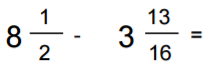 8 1/2 - 3 13/16 =